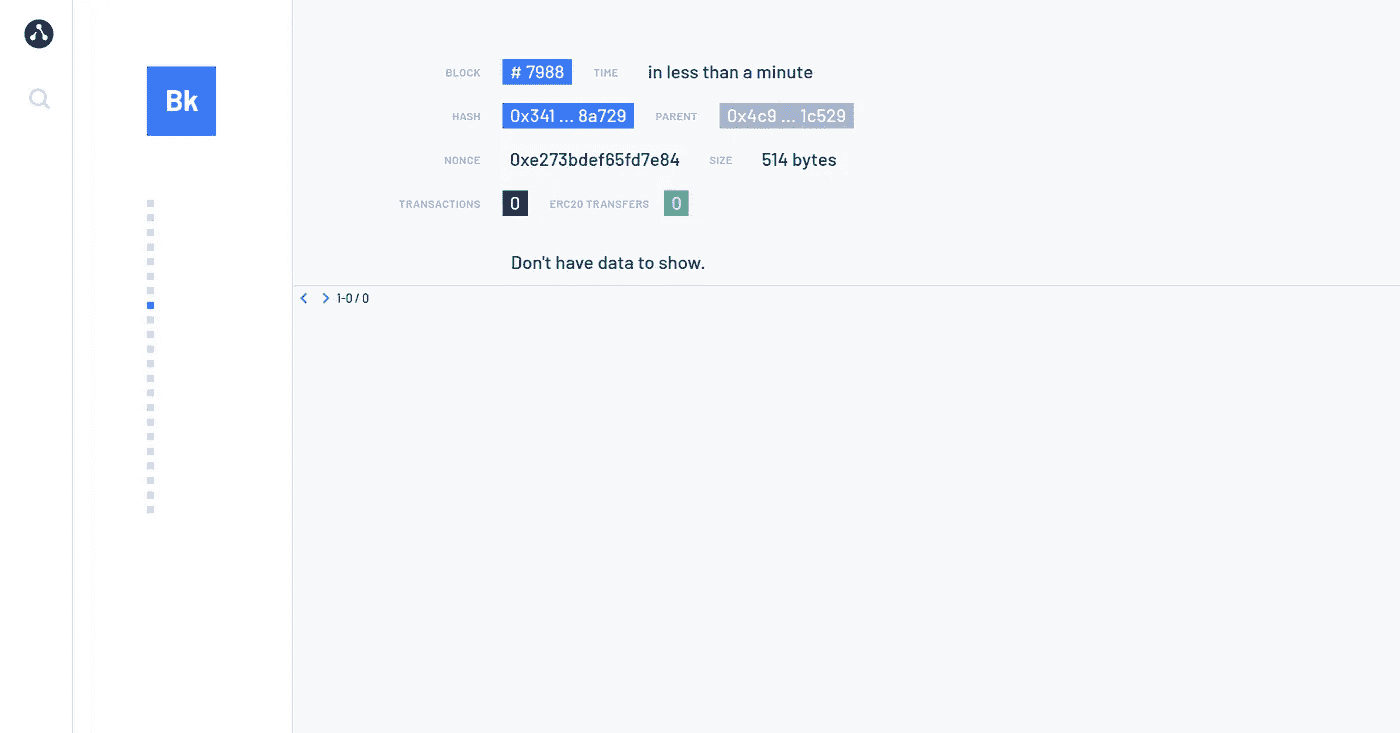 Bk
BLOCK # 7988 TIME in less than a minute
HASH 0x341 ... 8a729 PARENT 0x4c9 ... 1c529
NONCE 0xe273bdef65fd7e84 SIZE 514 bytes
TRANSACTIONS 0 ERC20 TRANSFERS 0
Don't have data to show.
1-0 / 0